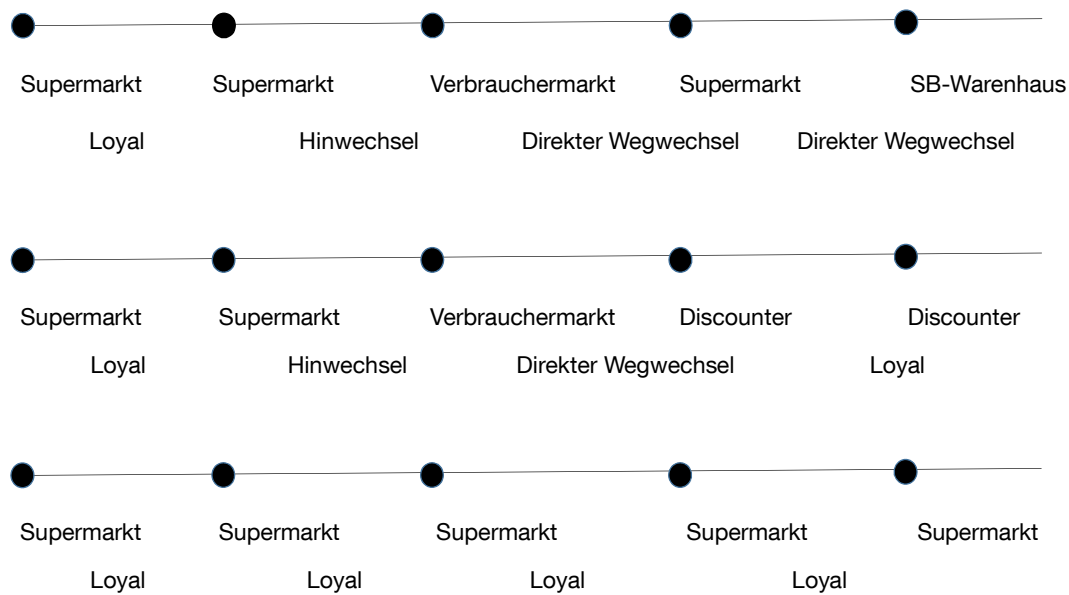 Supermarkt Supermarkt Verbrauchermarkt Supermarkt SB-Warenhaus
Loyal Hinwechsel Direkter Wegwechsel Direkter Wegwechsel
Supermarkt Supermarkt Verbrauchermarkt Discounter Discounter
Loyal Hinwechsel Direkter Wegwechsel Loyal
Supermarkt Supermarkt Supermarkt Supermarkt Supermarkt
Loyal Loyal Loyal Loyal